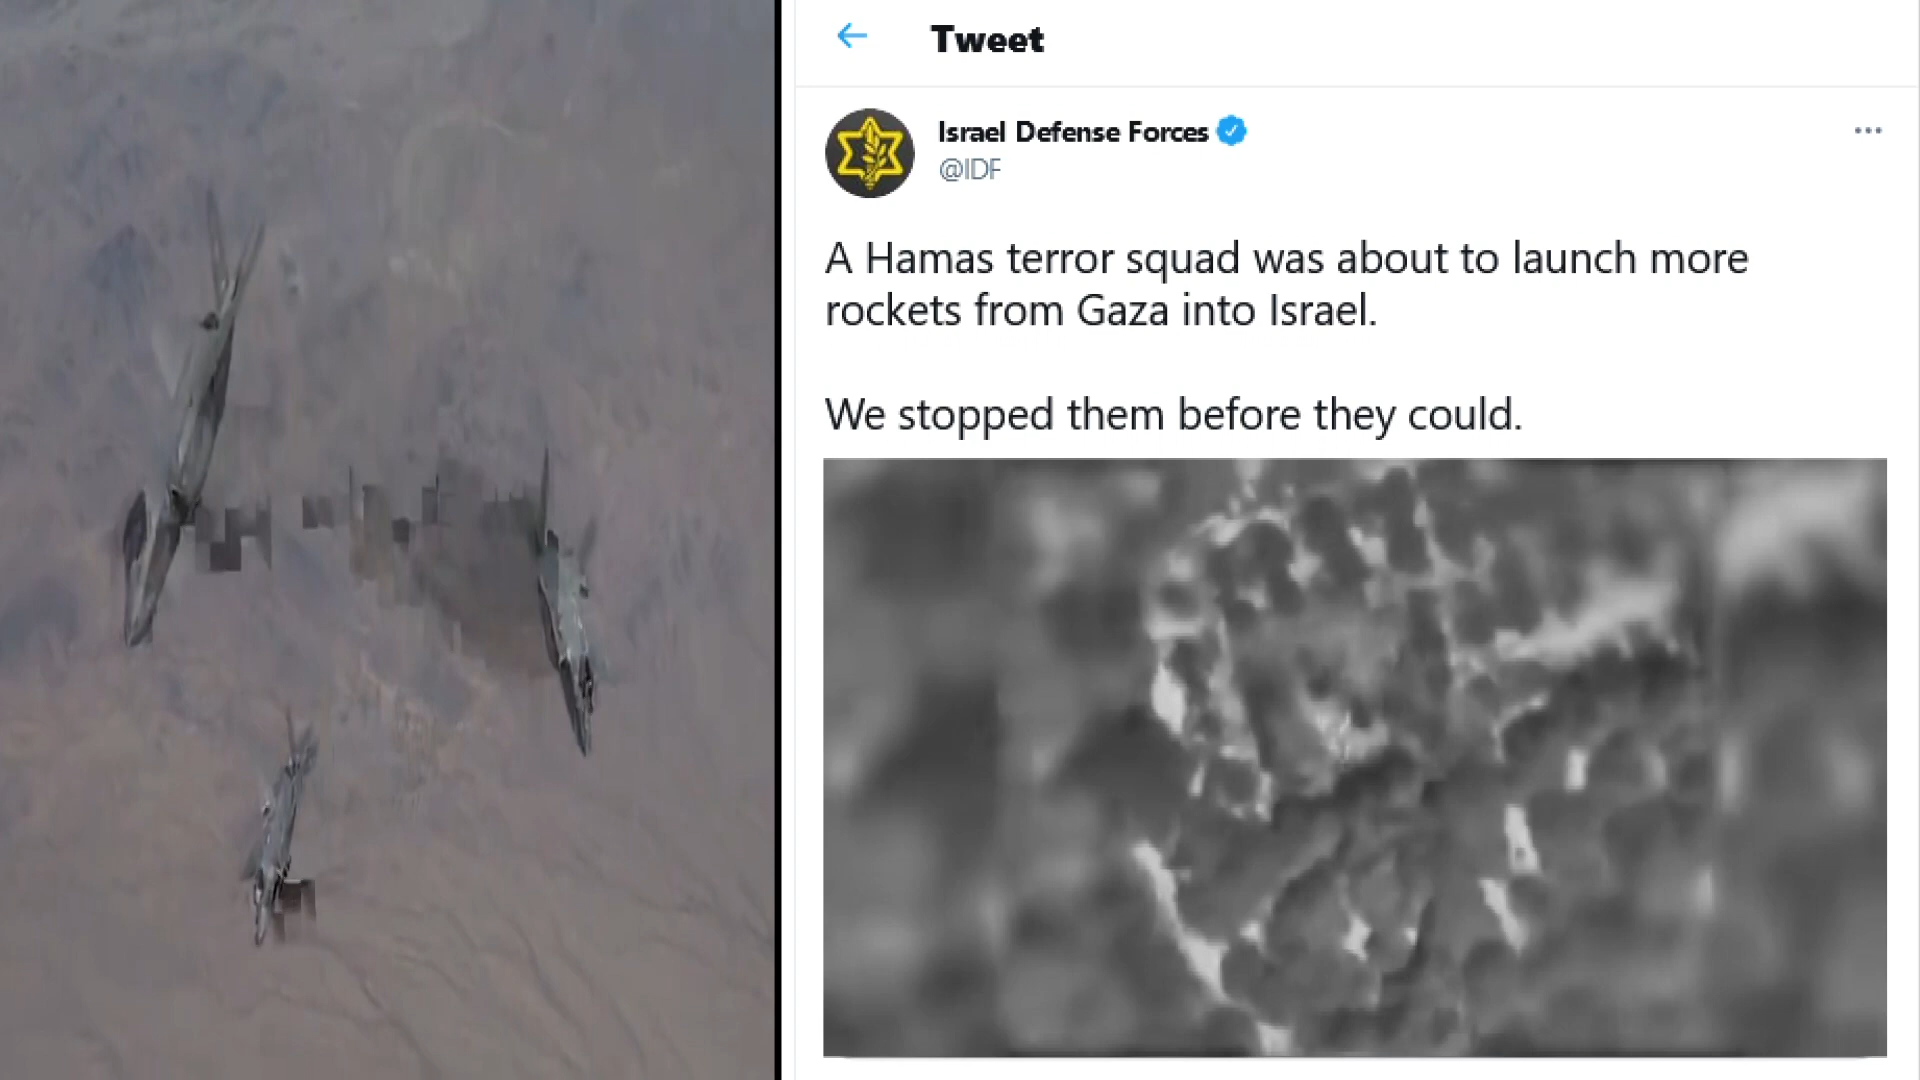 Tweet
Israel Defense Forces
@IDF
A Hamas terror squad was about to launch more
rockets from Gaza into Israel.
We stopped them before they could.